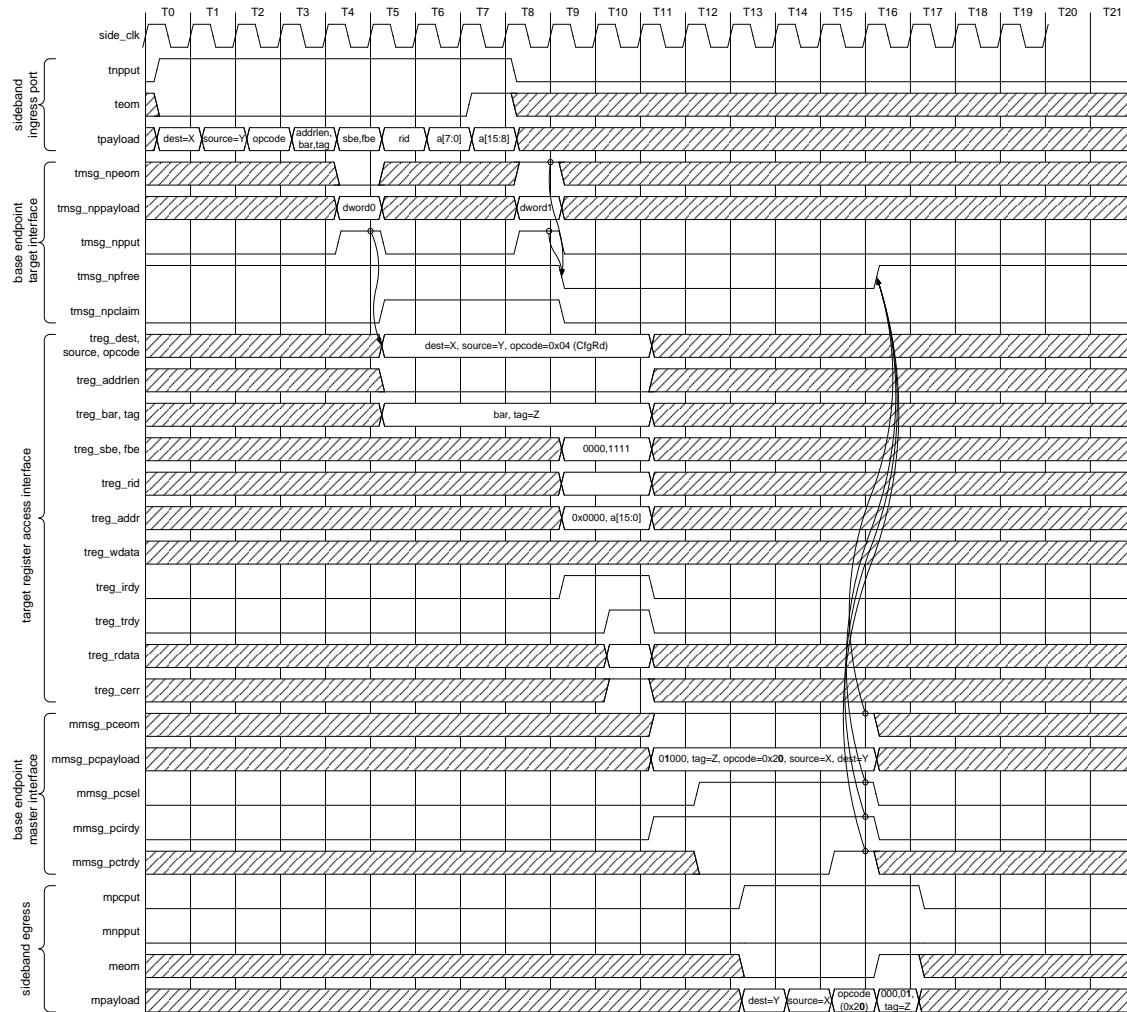 T0 T1 T2 T3 T4 T5 T6 T7 T8 T9 T10 T11 T12 T13 T14 T15 T16 T17 T18 T19 T20 T21
side_clk
sideband
ingress port
tnpput
teom
tpayload
dest=X
source=Y
opcode
addrlen,
bar,tag
sbe,fbe
rid
a[7:0]
a[15:8]
base endpoint
target interface
tmsg_npeom
tmsg_nppayload
dword0
dword1
tmsg_npput
tmsg_npfree
tmsg_npclaim
target register access interface
treg_dest,
source, opcode
dest=X, source=Y, opcode=0x04 (CfgRd)
treg_addrlen
treg_bar, tag
bar, tag=Z
treg_sbe, fbe
0000,1111
treg_rid
treg_addr
0x0000, a[15:0]
treg_wdata
treg_irdy
treg_trdy
treg_rdata
treg_cerr
base endpoint
master interface
mmsg_pceom
mmsg_pcpayload
01000, tag=Z, opcode=0x20, source=X, dest=Y
mmsg_pcsel
mmsg_pcirdy
mmsg_pctrdy
sideband egress
mpcput
mnpput
meom
mpayload
dest=Y
source=X
opcode
(0x20)
000,01,
tag=Z